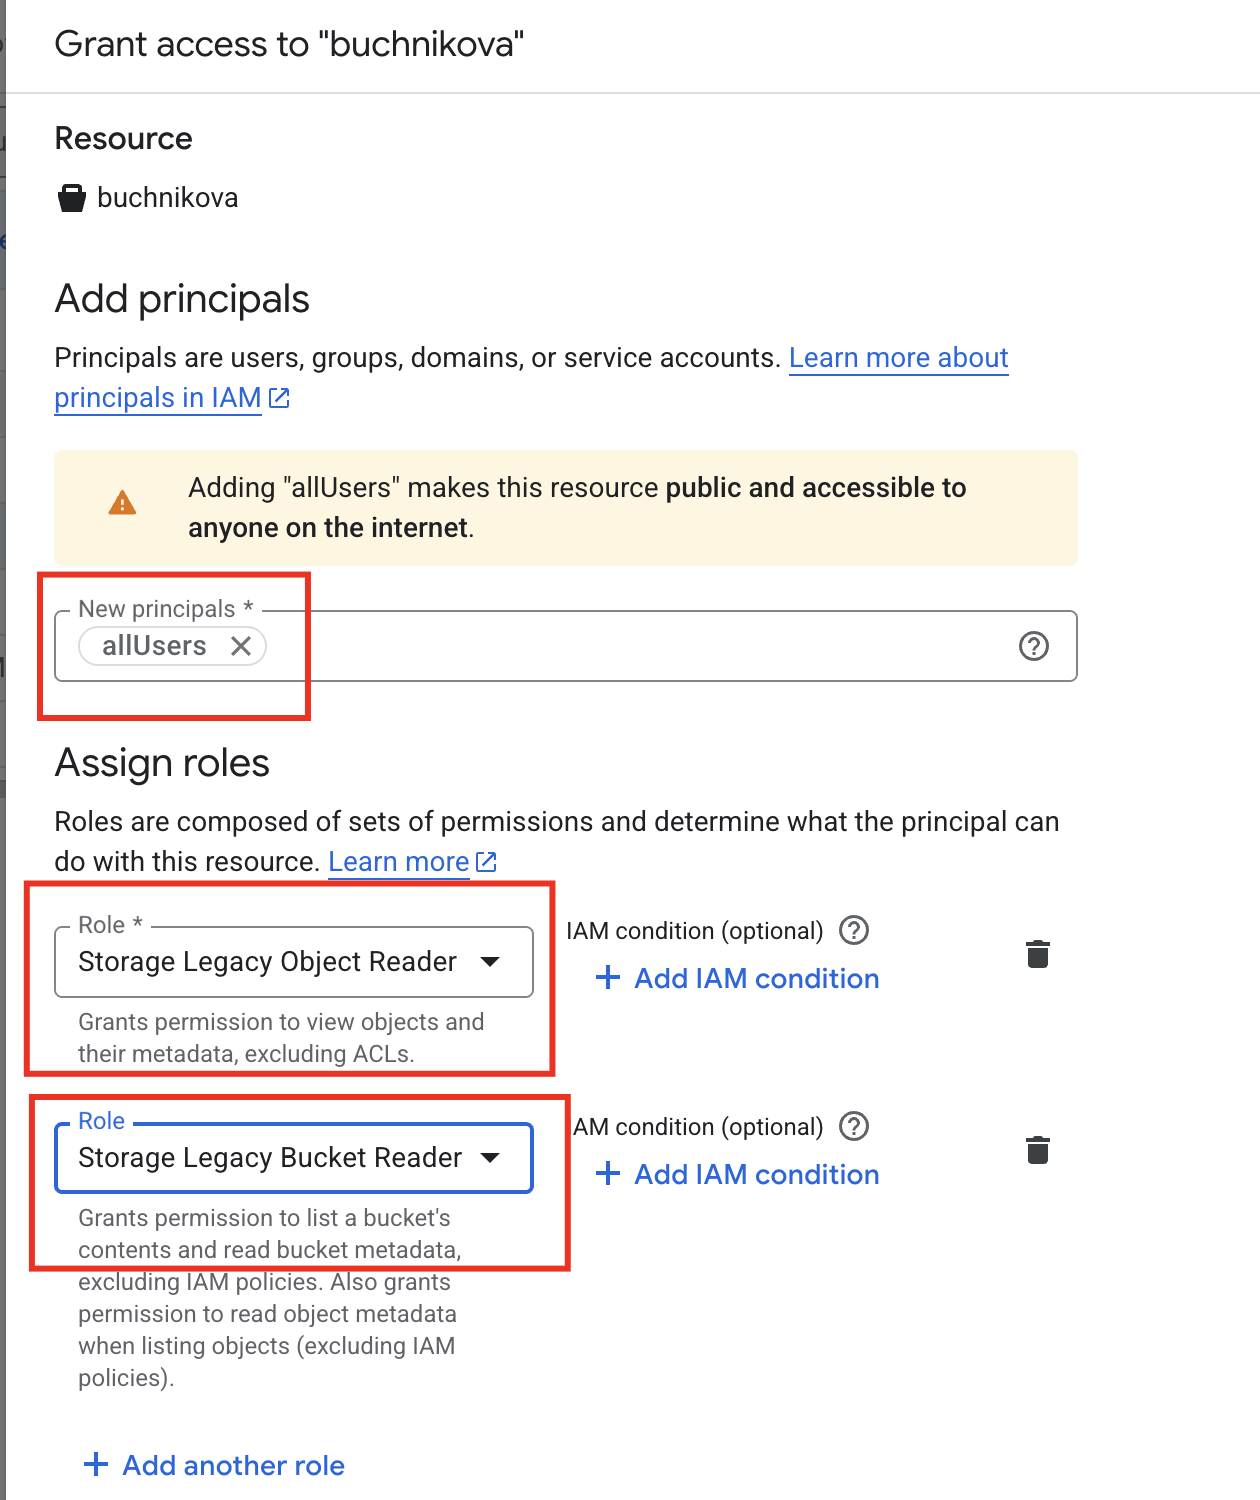 Grant access to "buchnikova"
Resource
buchnikova
Add principals
Principals are users, groups, domains, or service accounts. Learn more about
principals in IAM
Adding "allUsers" makes this resource public and accessible to
anyone on the internet.
New principals *
allUsers
Assign roles
Roles are composed of sets of permissions and determine what the principal can
do with this resource. Learn more
Role *
Storage Legacy Object Reader
Grants permission to view objects and
their metadata, excluding ACLs.
IAM condition (optional)
Add IAM condition
Role
Storage Legacy Bucket Reader
Grants permission to list a bucket's
contents and read bucket metadata,
excluding IAM policies. Also grants
permission to read object metadata
when listing objects (excluding IAM
policies).
AM condition (optional)
Add IAM condition
Add another role